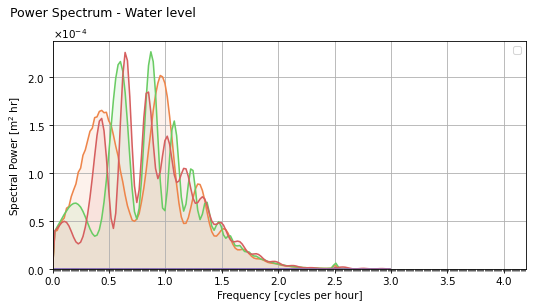 Power Spectrum - Water level
×10⁻⁴
2.0
1.5
1.0
0.5
0.0
Spectral Power [m² hr]
0.0 0.5 1.0 1.5 2.0 2.5 3.0 3.5 4.0
Frequency [cycles per hour]